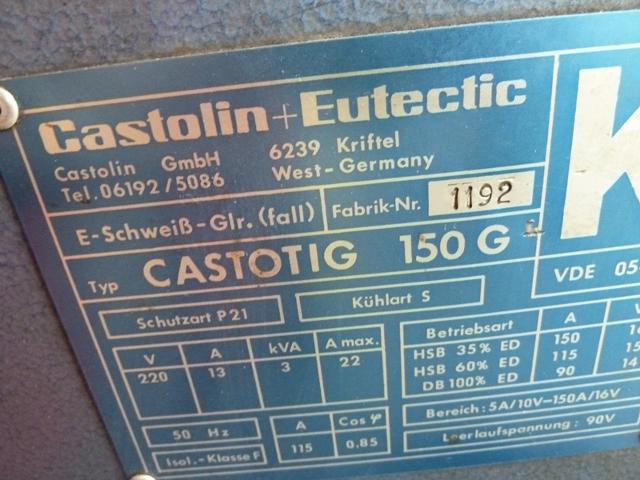 Castolin+Eutectic
Castolin GmbH 6239 Kriftel
Tel. 06192/5086 West-Germany
E-Schweiß-Glr. (fall) Fabrik-Nr. 1192
Typ CASTOTIG 150 G
VDE
Schutzart P21 Kühlart S
V A kVA A max. Betriebsart A
220 13 3 22 HSB 35% ED 150
HSB 60% ED 115
DB 100% ED 90
50 Hz A Cos φ Bereich: 5A/10V–150A/16V
Isol.-Klasse F 115 0,85 Leerlaufspannung: 90V